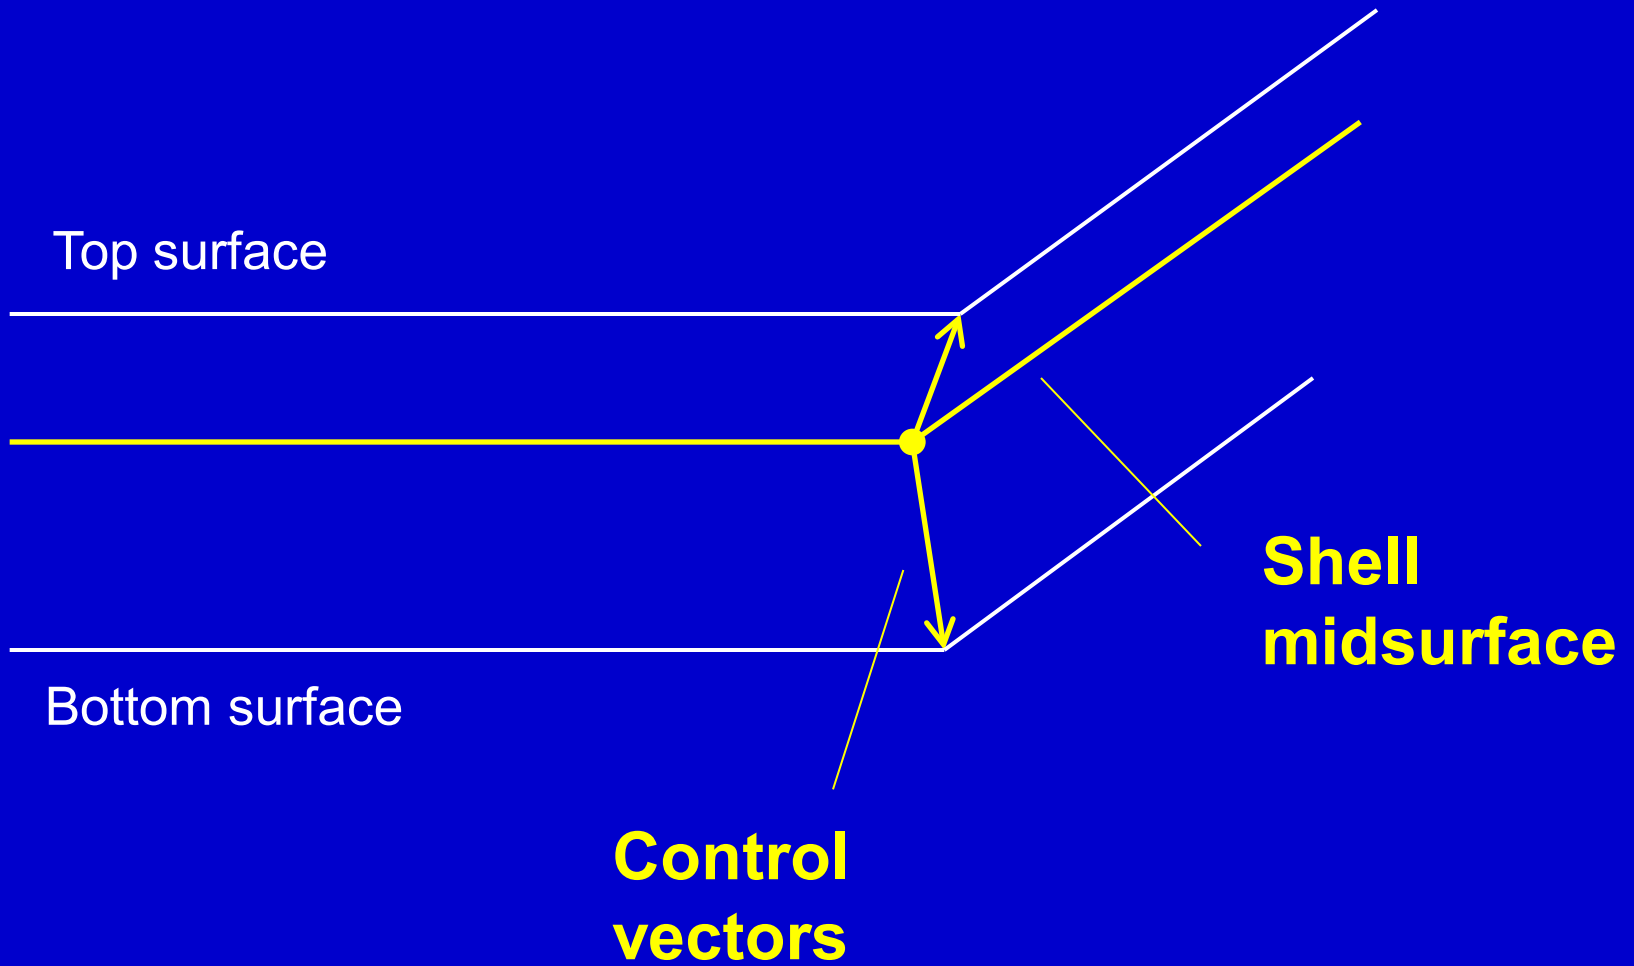 Top surface
Shell
midsurface
Bottom surface
Control
vectors